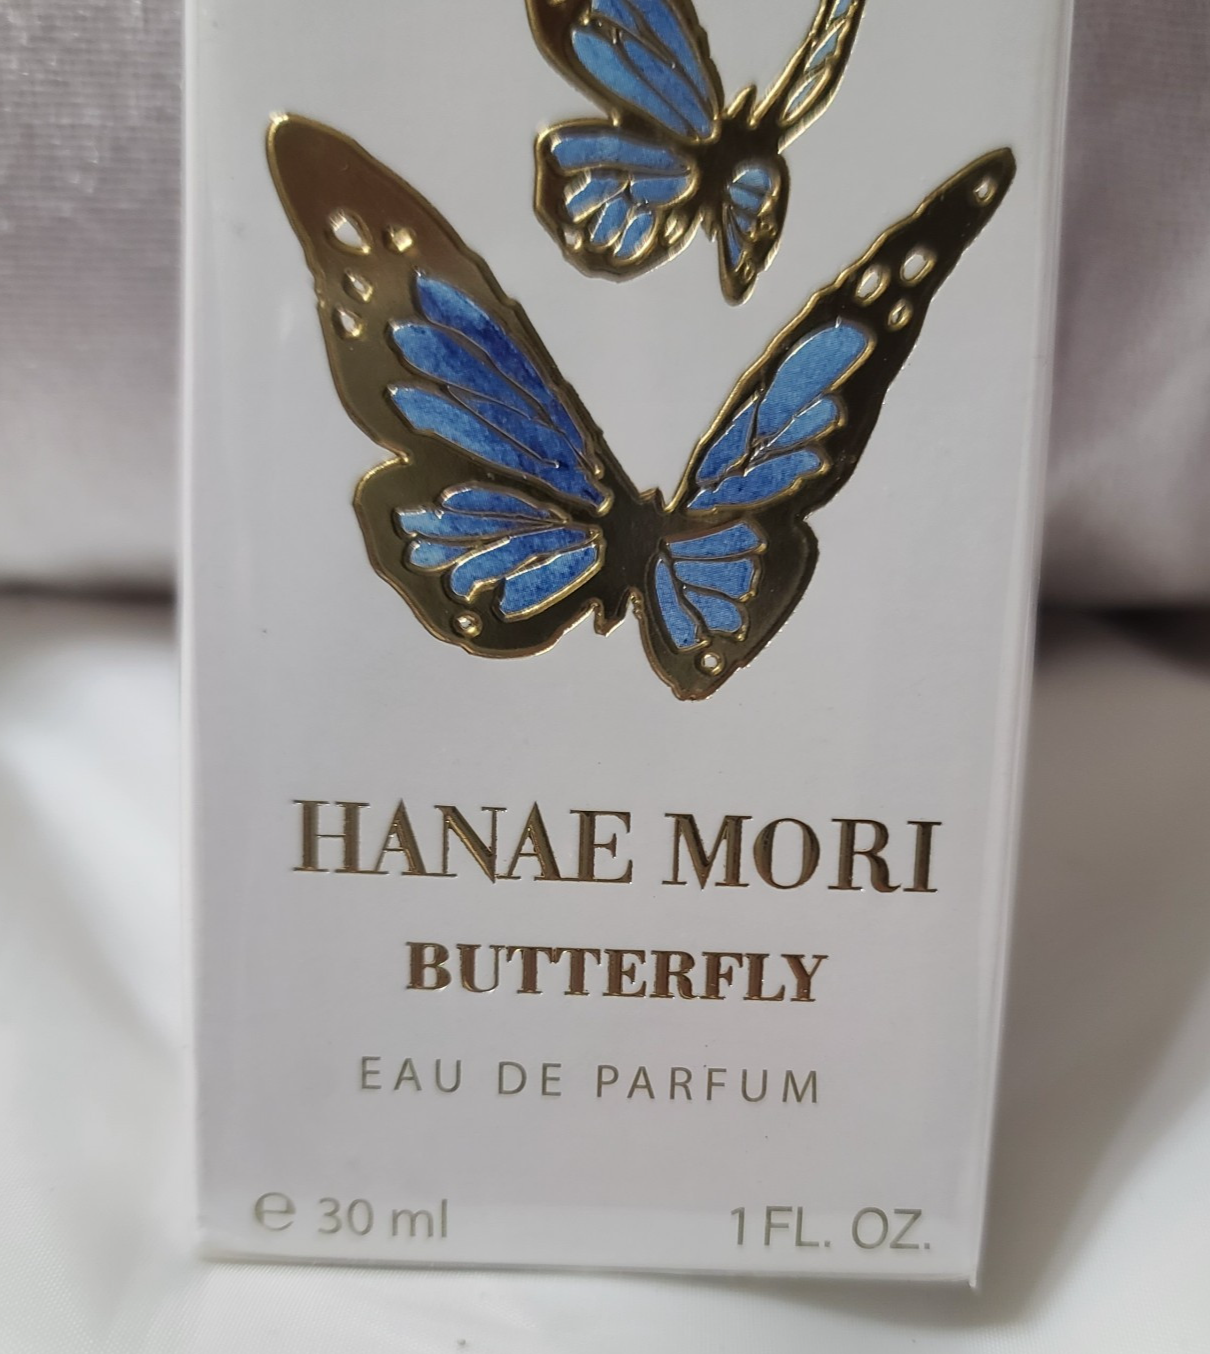 HANAE MORI
BUTTERFLY
EAU DE PARFUM
℮ 30 ml 1 FL. OZ.